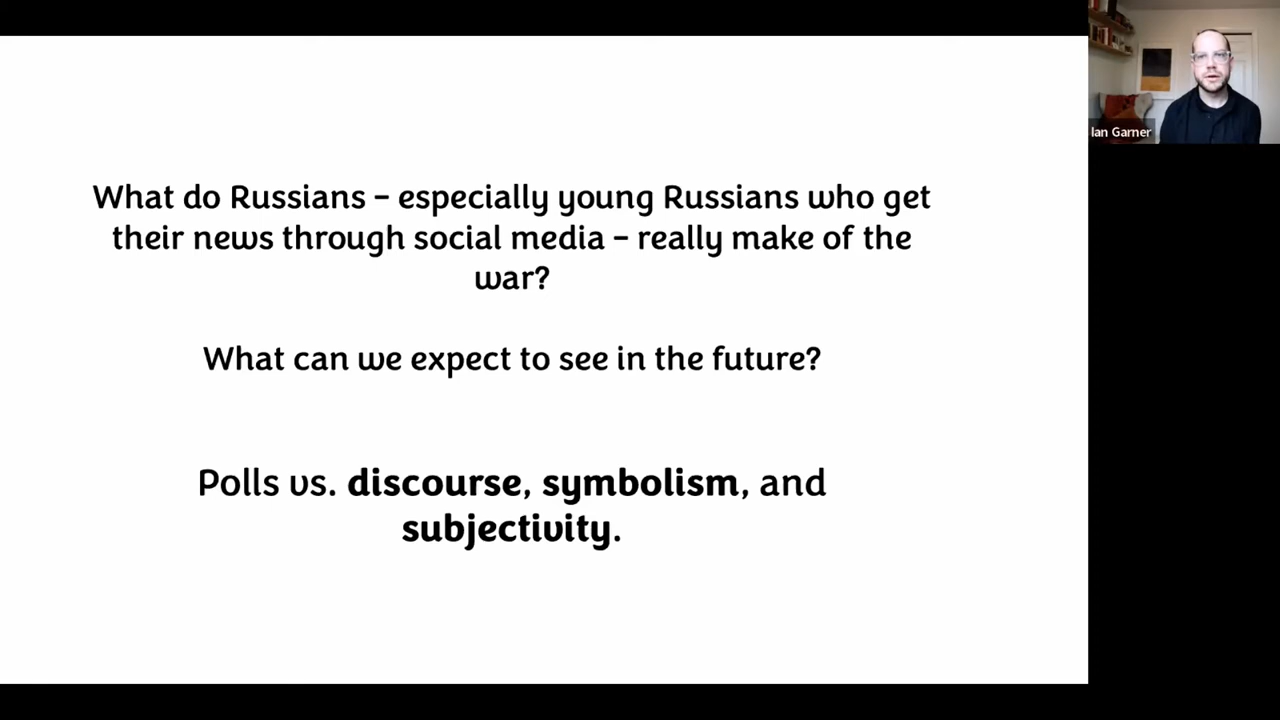 What do Russians – especially young Russians who get
their news through social media – really make of the
war?
What can we expect to see in the future?
Polls vs. discourse, symbolism, and
subjectivity.
Ian Garner